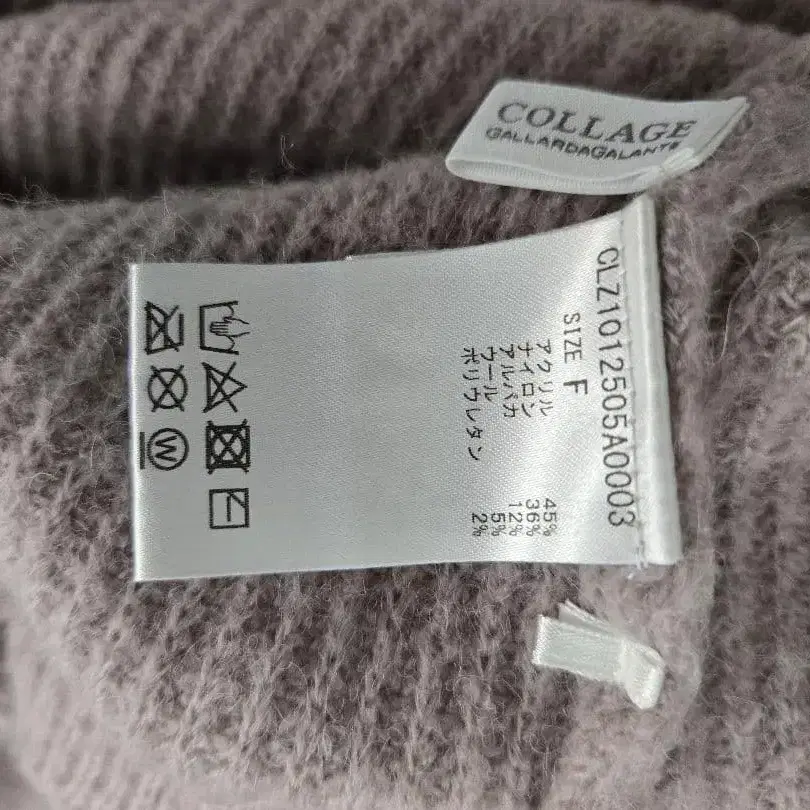 COLLAGE
GALLARDAGALANTE
CLZ1012505A0003
SIZE F
アクリル 45%
ナイロン 36%
アルパカ 12%
ウール 5%
ポリウレタン 2%
W